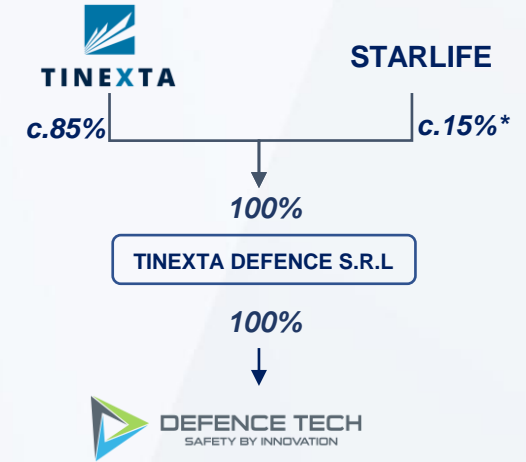 TINEXTA
STARLIFE
c.85%
c.15%*
100%
TINEXTA DEFENCE S.R.L
100%
DEFENCE TECH
SAFETY BY INNOVATION